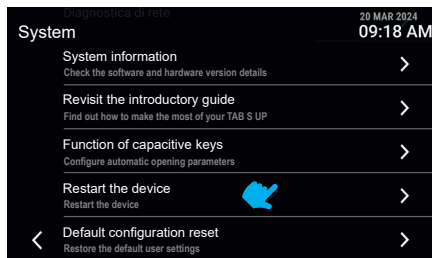 Diagnostica di rete
20 MAR 2024
System
09:18 AM
System information
Check the software and hardware version details
Revisit the introductory guide
Find out how to make the most of your TAB S UP
Function of capacitive keys
Configure automatic opening parameters
Restart the device
Restart the device
Default configuration reset
Restore the default user settings